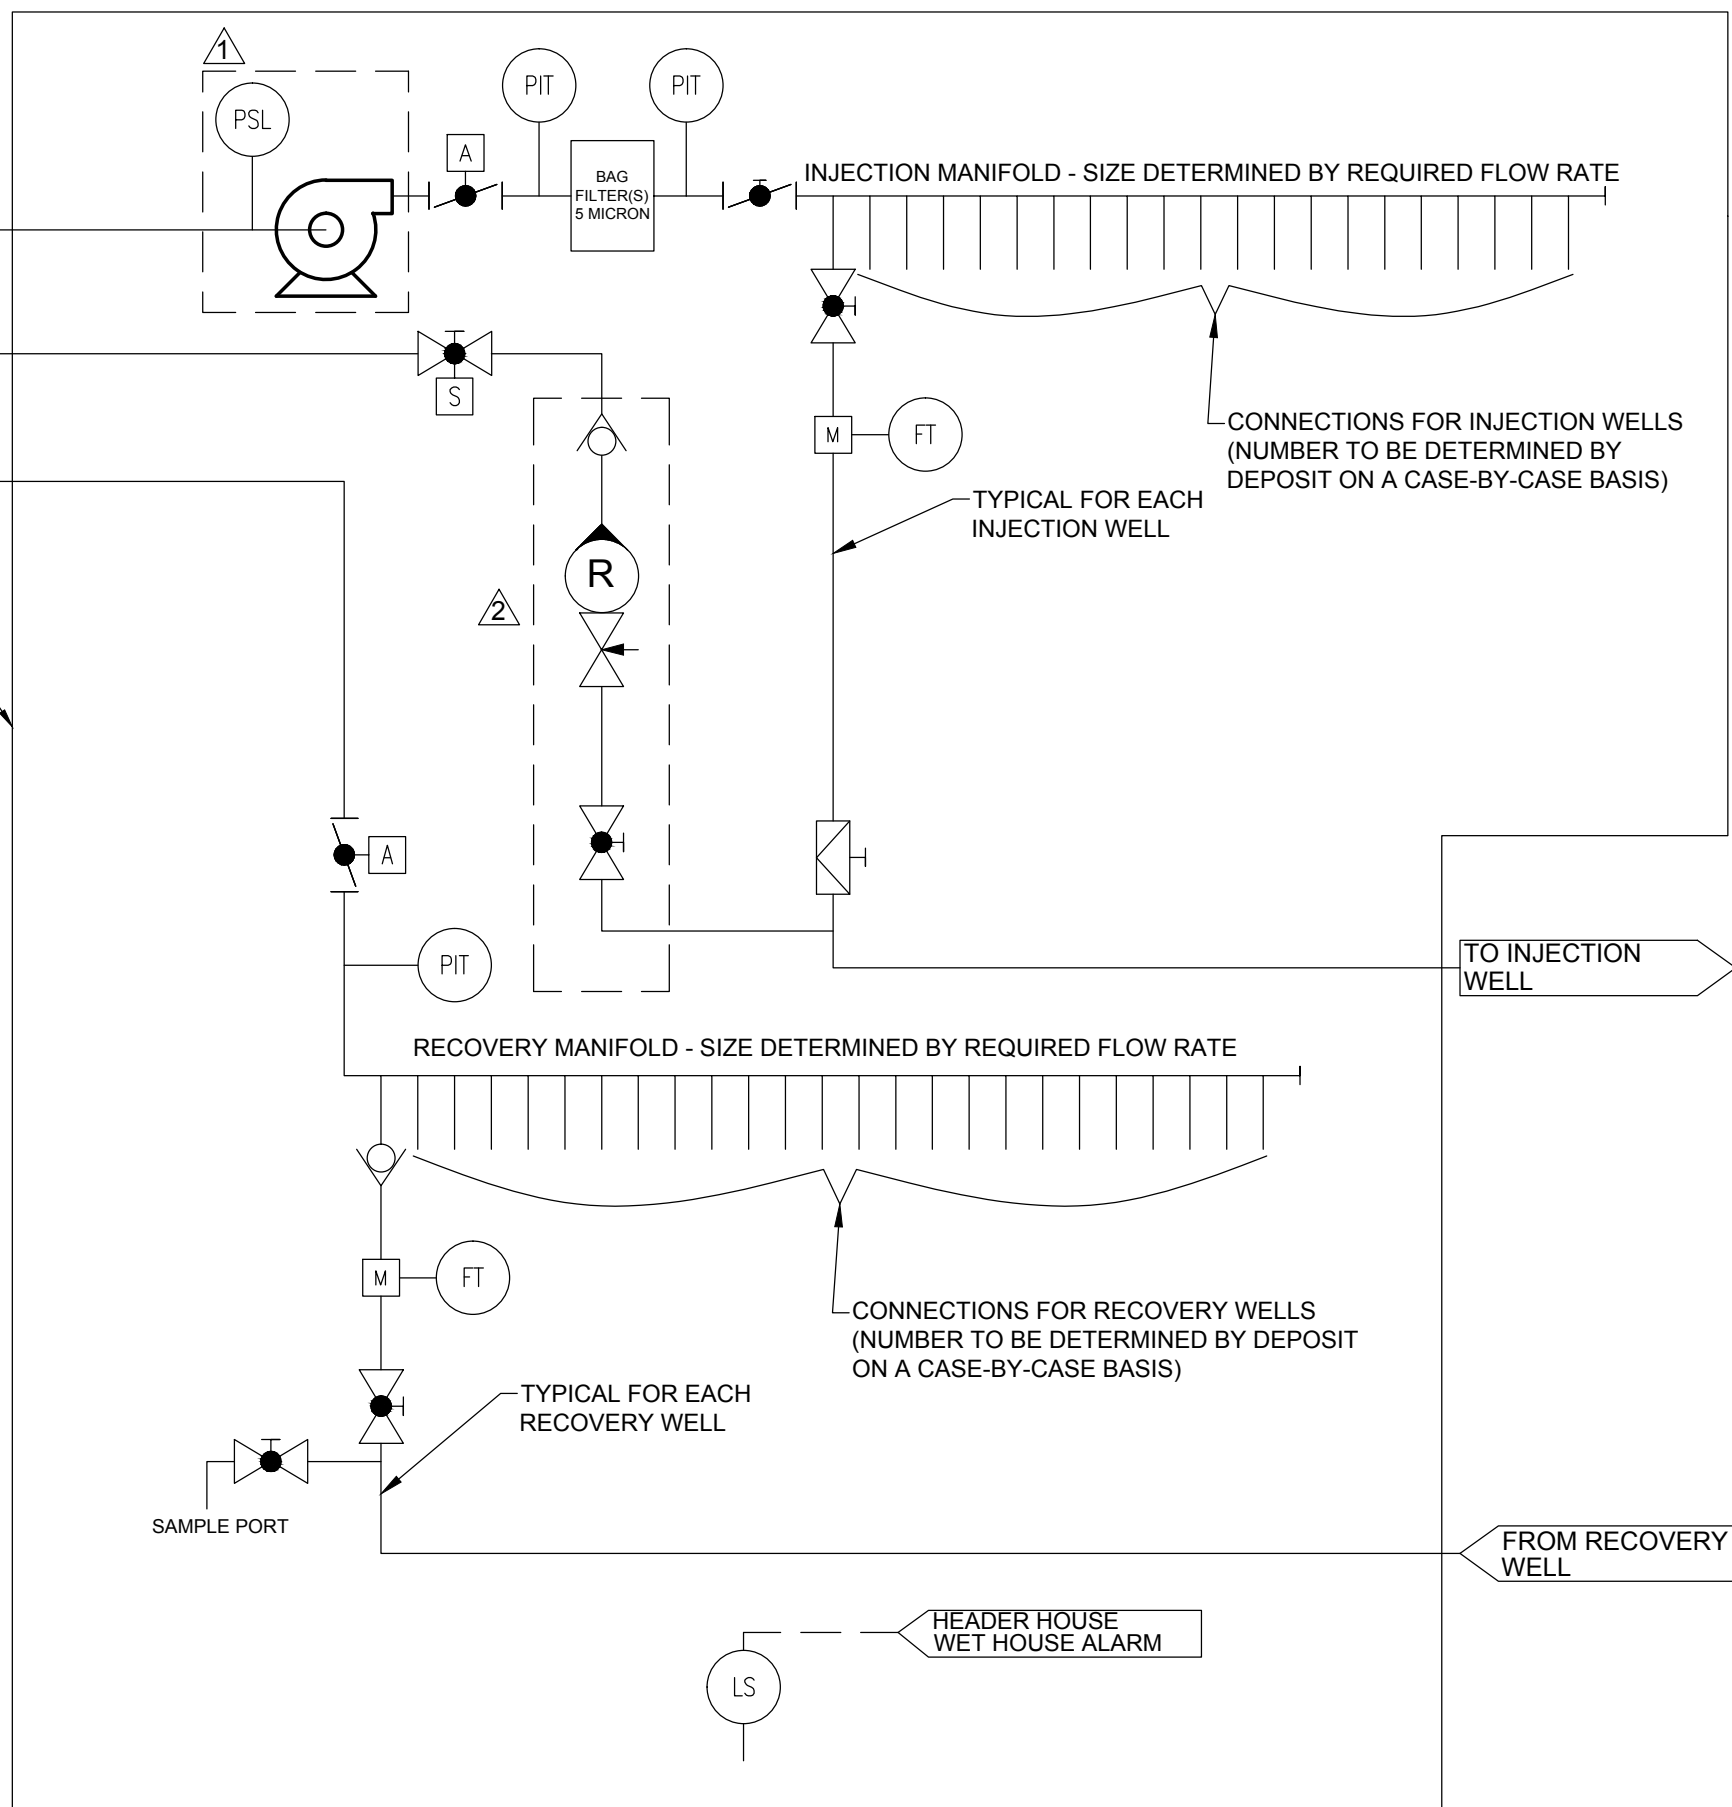 1
PSL
A
PIT
BAG
FILTER(S)
5 MICRON
PIT
INJECTION MANIFOLD - SIZE DETERMINED BY REQUIRED FLOW RATE
S
M
FT
CONNECTIONS FOR INJECTION WELLS
(NUMBER TO BE DETERMINED BY
DEPOSIT ON A CASE-BY-CASE BASIS)
TYPICAL FOR EACH
INJECTION WELL
R
2
A
PIT
TO INJECTION
WELL
RECOVERY MANIFOLD - SIZE DETERMINED BY REQUIRED FLOW RATE
M
FT
CONNECTIONS FOR RECOVERY WELLS
(NUMBER TO BE DETERMINED BY DEPOSIT
ON A CASE-BY-CASE BASIS)
TYPICAL FOR EACH
RECOVERY WELL
SAMPLE PORT
FROM RECOVERY
WELL
HEADER HOUSE
WET HOUSE ALARM
LS